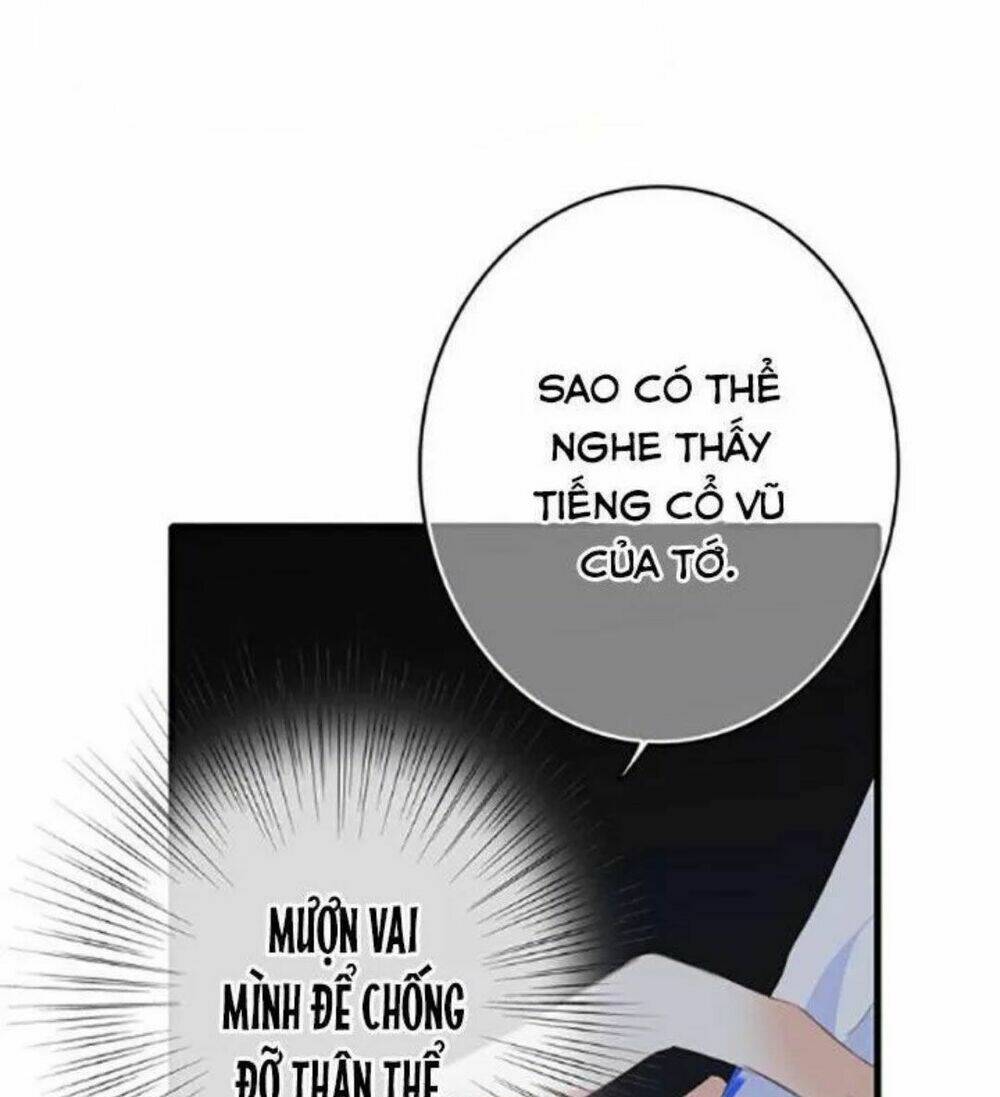 SAO CÓ THỂ
NGHE THẤY
TIẾNG CỔ VŨ
CỦA TỚ.
MƯỢN VAI
MÌNH ĐỂ CHỐNG
ĐỠ THÂN THỂ